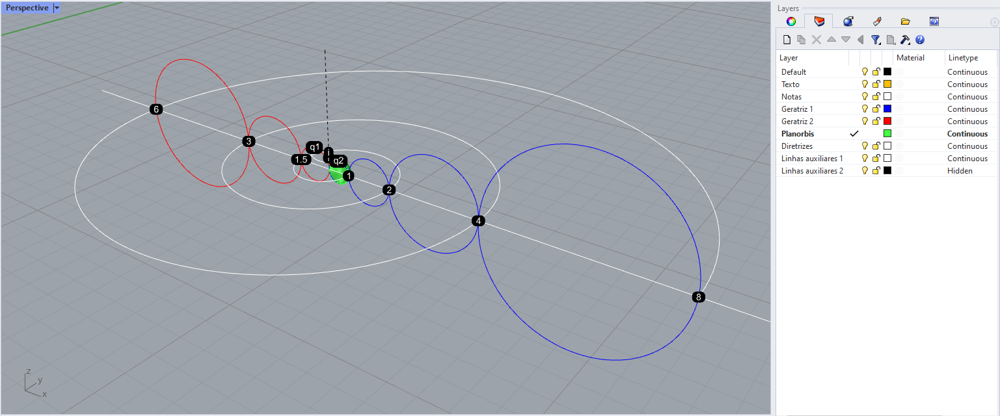 Perspective
6
3
1.5
q1
i
q2
1
2
4
8
z
y
x
Layers
Layer Material Linetype
Default Continuous
Texto Continuous
Notas Continuous
Geratriz 1 Continuous
Geratriz 2 Continuous
Planorbis Continuous
Diretrizes Continuous
Linhas auxiliares 1 Continuous
Linhas auxiliares 2 Hidden